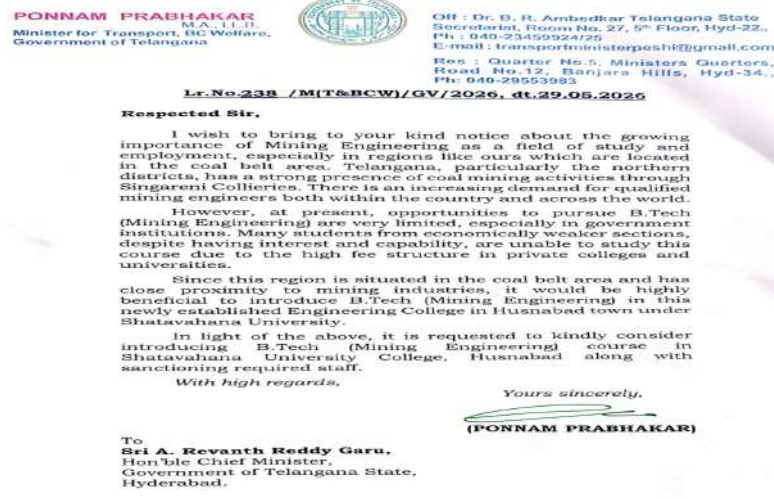 PONNAM PRABHAKAR
M.A., LL.B.
Minister for Transport, BC Welfare,
Government of Telangana
Off : Dr. B. R. Ambedkar Telangana State
Secretariat, Room No. 27, 5th Floor, Hyd-22.,
Ph : 040-23459924/25
E-mail : transportministerpeshi@gmail.com
Res : Quarter No.5, Ministers Quarters,
Road No.12, Banjara Hills, Hyd-34.,
Ph: 040-29553983
Lr.No.238 /M(T&BCW)/GV/2026, dt.29.05.2026
Respected Sir,
I wish to bring to your kind notice about the growing
importance of Mining Engineering as a field of study and
employment, especially in regions like ours which are located
in the coal belt area. Telangana, particularly the northern
districts, has a strong presence of coal mining activities through
Singareni Collieries. There is an increasing demand for qualified
mining engineers both within the country and across the world.
However, at present, opportunities to pursue B.Tech
(Mining Engineering) are very limited, especially in government
institutions. Many students from economically weaker sections,
despite having interest and capability, are unable to study this
course due to the high fee structure in private colleges and
universities.
Since this region is situated in the coal belt area and has
close proximity to mining industries, it would be highly
beneficial to introduce B.Tech (Mining Engineering) in this
newly established Engineering College in Husnabad town under
Shatavahana University.
In light of the above, it is requested to kindly consider
introducing B.Tech (Mining Engineering) course in
Shatavahana University College, Husnabad along with
sanctioning required staff.
With high regards,
Yours sincerely,
(PONNAM PRABHAKAR)
To
Sri A. Revanth Reddy Garu,
Hon'ble Chief Minister,
Government of Telangana State,
Hyderabad.